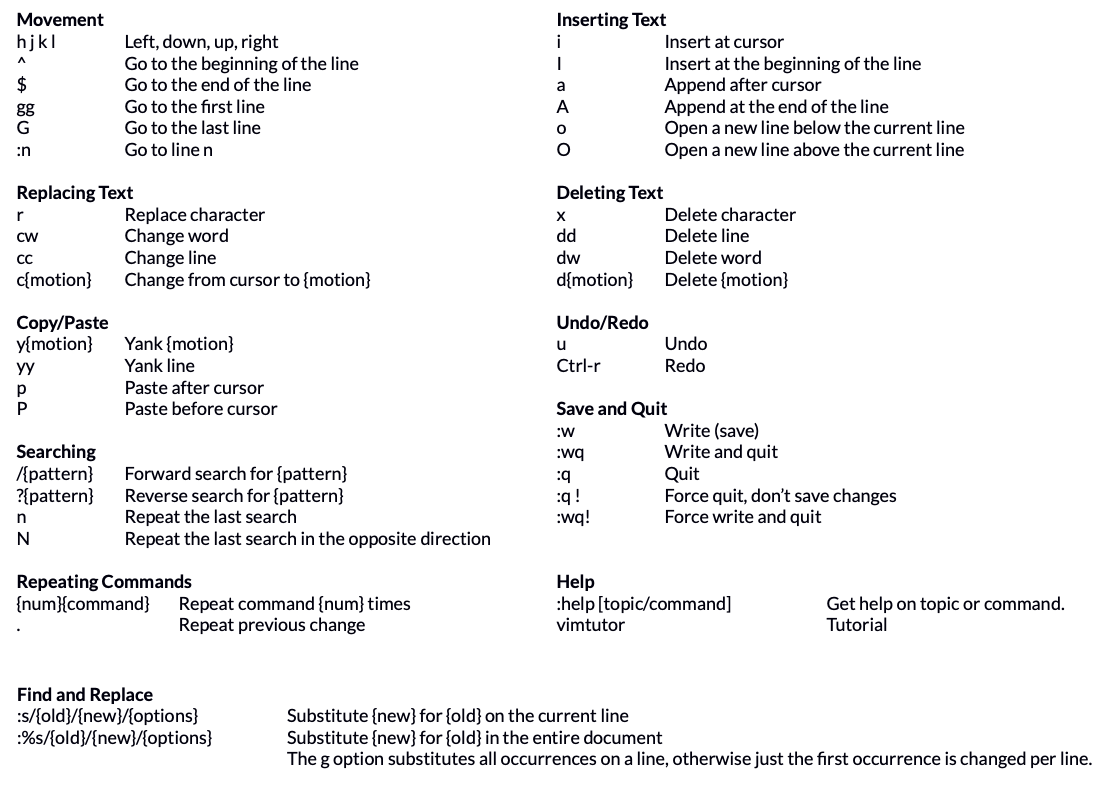 Movement
h j k l Left, down, up, right
^ Go to the beginning of the line
$ Go to the end of the line
gg Go to the first line
G Go to the last line
:n Go to line n
Inserting Text
i Insert at cursor
I Insert at the beginning of the line
a Append after cursor
A Append at the end of the line
o Open a new line below the current line
O Open a new line above the current line
Replacing Text
r Replace character
cw Change word
cc Change line
c{motion} Change from cursor to {motion}
Deleting Text
x Delete character
dd Delete line
dw Delete word
d{motion} Delete {motion}
Copy/Paste
y{motion} Yank {motion}
yy Yank line
p Paste after cursor
P Paste before cursor
Undo/Redo
u Undo
Ctrl-r Redo
Save and Quit
:w Write (save)
:wq Write and quit
:q Quit
:q ! Force quit, don’t save changes
:wq! Force write and quit
Searching
/{pattern} Forward search for {pattern}
?{pattern} Reverse search for {pattern}
n Repeat the last search
N Repeat the last search in the opposite direction
Repeating Commands
{num}{command} Repeat command {num} times
. Repeat previous change
Help
:help [topic/command] Get help on topic or command.
vimtutor Tutorial
Find and Replace
:s/{old}/{new}/{options} Substitute {new} for {old} on the current line
:%s/{old}/{new}/{options} Substitute {new} for {old} in the entire document
The g option substitutes all occurrences on a line, otherwise just the first occurrence is changed per line.